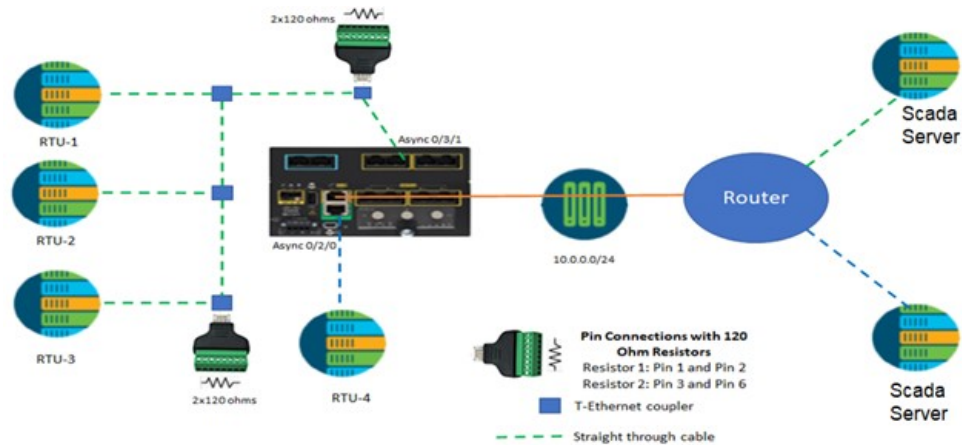 2x120 ohms
RTU-1
Async 0/3/1
Scada
Server
RTU-2
Router
Async 0/2/0
10.0.0.0/24
RTU-3
2x120 ohms
RTU-4
Pin Connections with 120
Ohm Resistors
Resistor 1: Pin 1 and Pin 2
Resistor 2: Pin 3 and Pin 6
T-Ethernet coupler
Straight through cable
Scada
Server